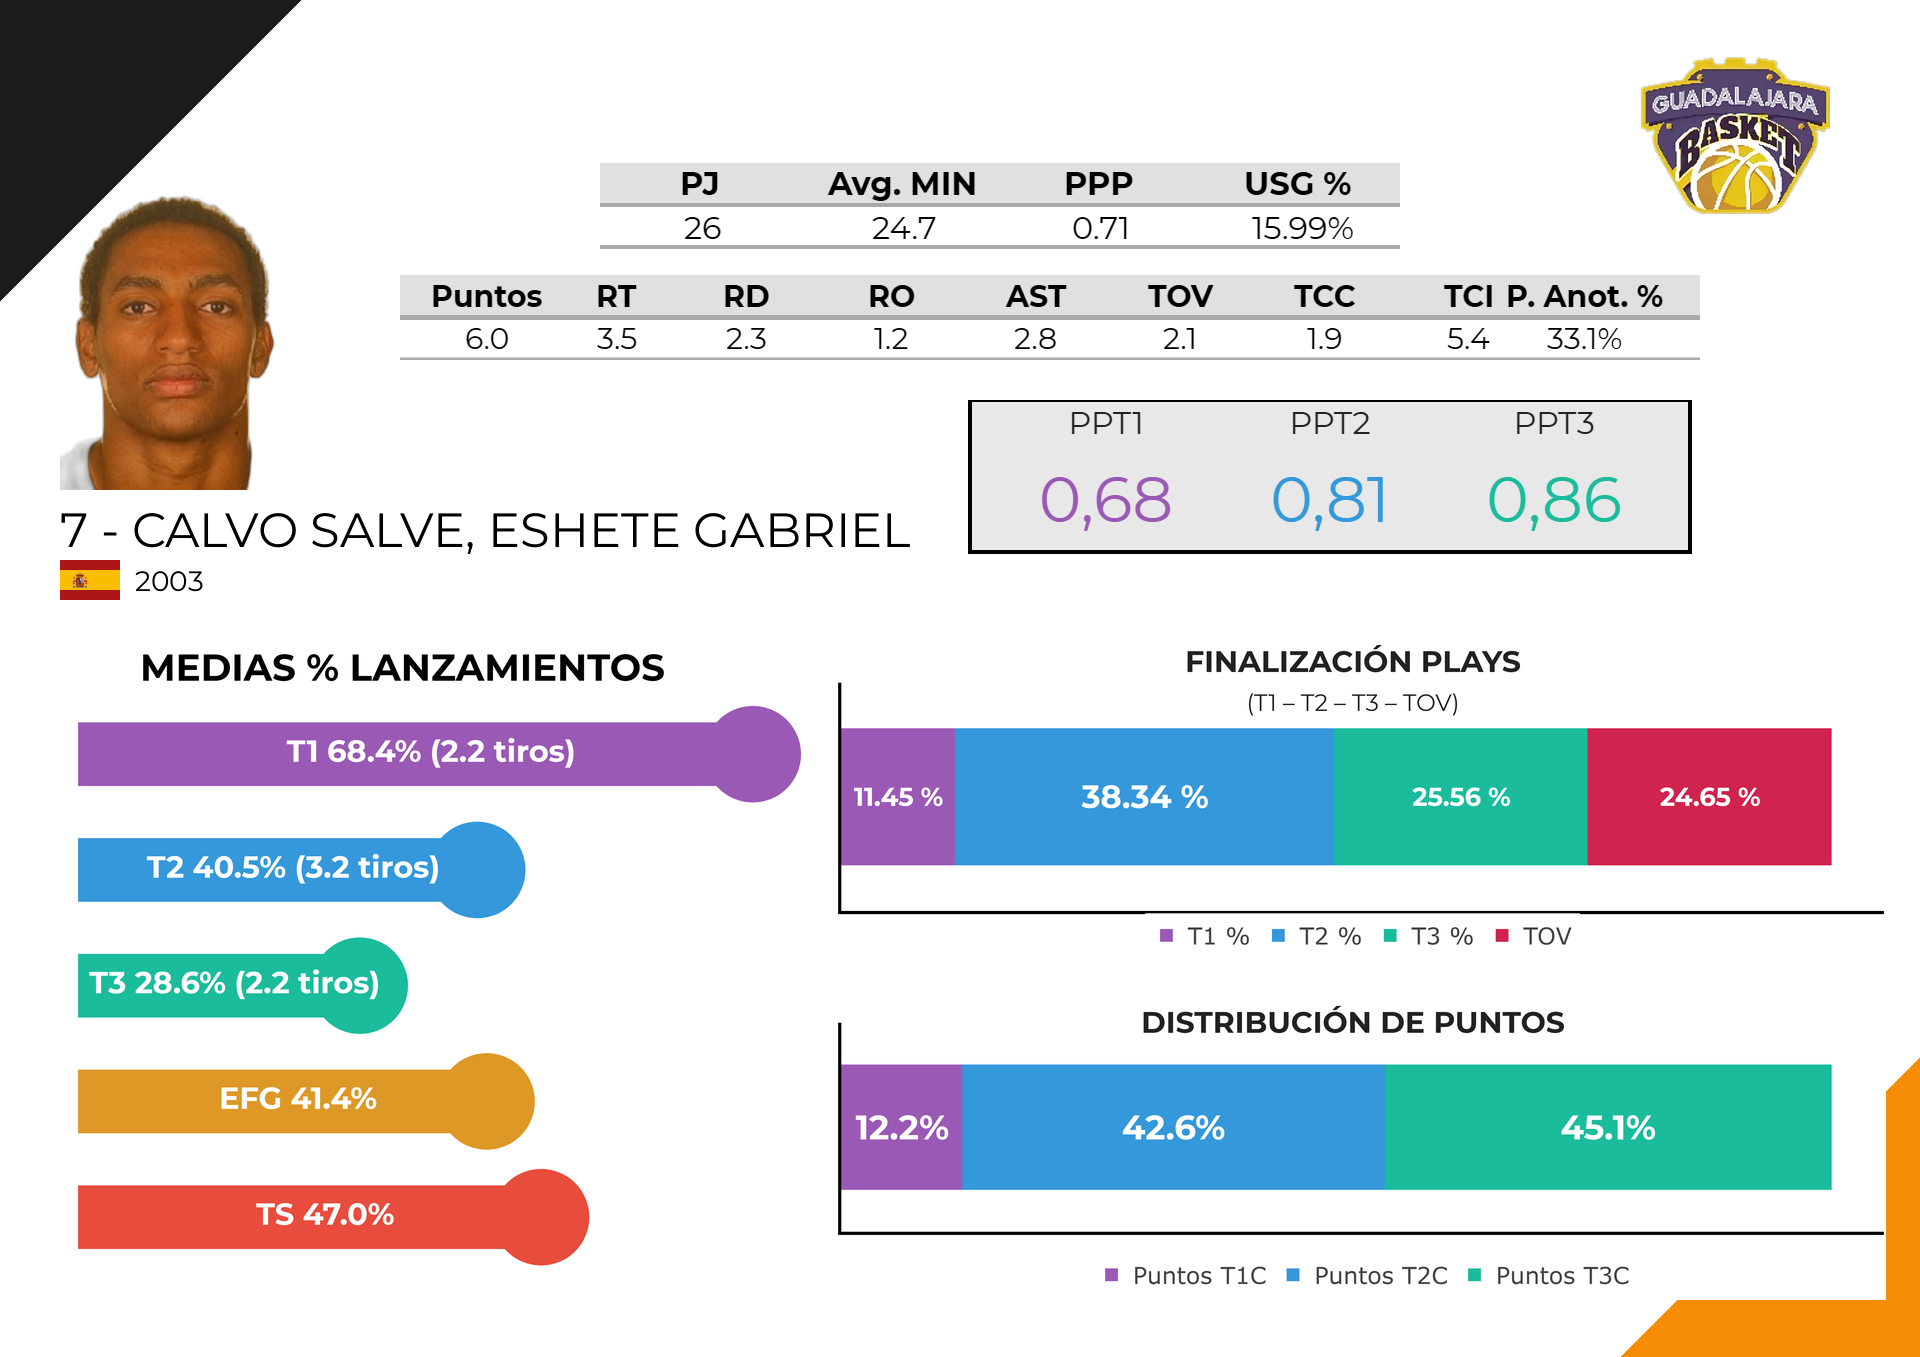 GUADALAJARA
BASKET
PJ Avg. MIN PPP USG %
26 24.7 0.71 15.99%
Puntos RT RD RO AST TOV TCC TCI P. Anot. %
6.0 3.5 2.3 1.2 2.8 2.1 1.9 5.4 33.1%
PPT1 PPT2 PPT3
0,68 0,81 0,86
7 - CALVO SALVE, ESHETE GABRIEL
2003
MEDIAS % LANZAMIENTOS
T1 68.4% (2.2 tiros)
T2 40.5% (3.2 tiros)
T3 28.6% (2.2 tiros)
EFG 41.4%
TS 47.0%
FINALIZACIÓN PLAYS
(T1 – T2 – T3 – TOV)
11.45 % 38.34 % 25.56 % 24.65 %
T1 % T2 % T3 % TOV
DISTRIBUCIÓN DE PUNTOS
12.2% 42.6% 45.1%
Puntos T1C Puntos T2C Puntos T3C